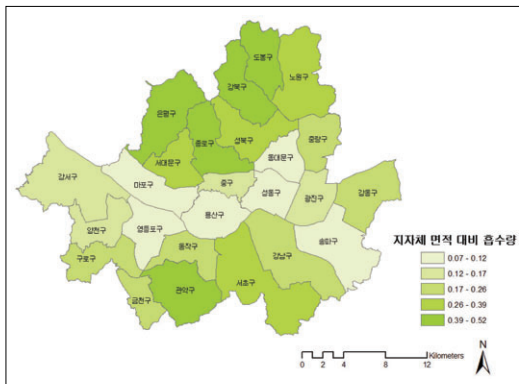 도봉구
노원구
강북구
은평구
종로구
성북구
중랑구
서대문구
동대문구
강서구
마포구
중구
성동구
광진구
강동구
용산구
양천구
영등포구
송파구
구로구
동작구
강남구
금천구
관악구
서초구
지자체 면적 대비 흡수량
0.07 - 0.12
0.12 - 0.17
0.17 - 0.26
0.26 - 0.39
0.39 - 0.52
N
Kilometers
0 2 4 8 12